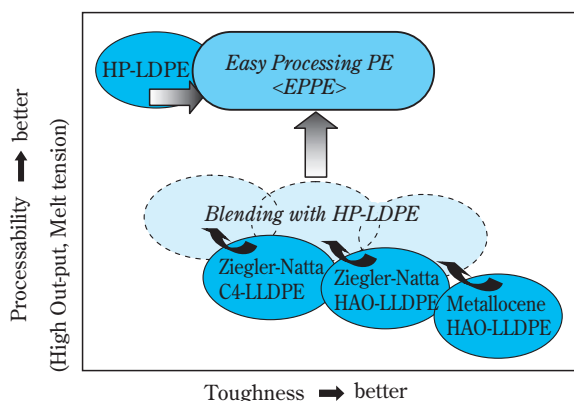 HP-LDPE
Easy Processing PE
<EPPE>
Blending with HP-LDPE
Ziegler-Natta
C4-LLDPE
Ziegler-Natta
HAO-LLDPE
Metallocene
HAO-LLDPE
Processability ➡ better
(High Out-put, Melt tension)
Toughness ➡ better